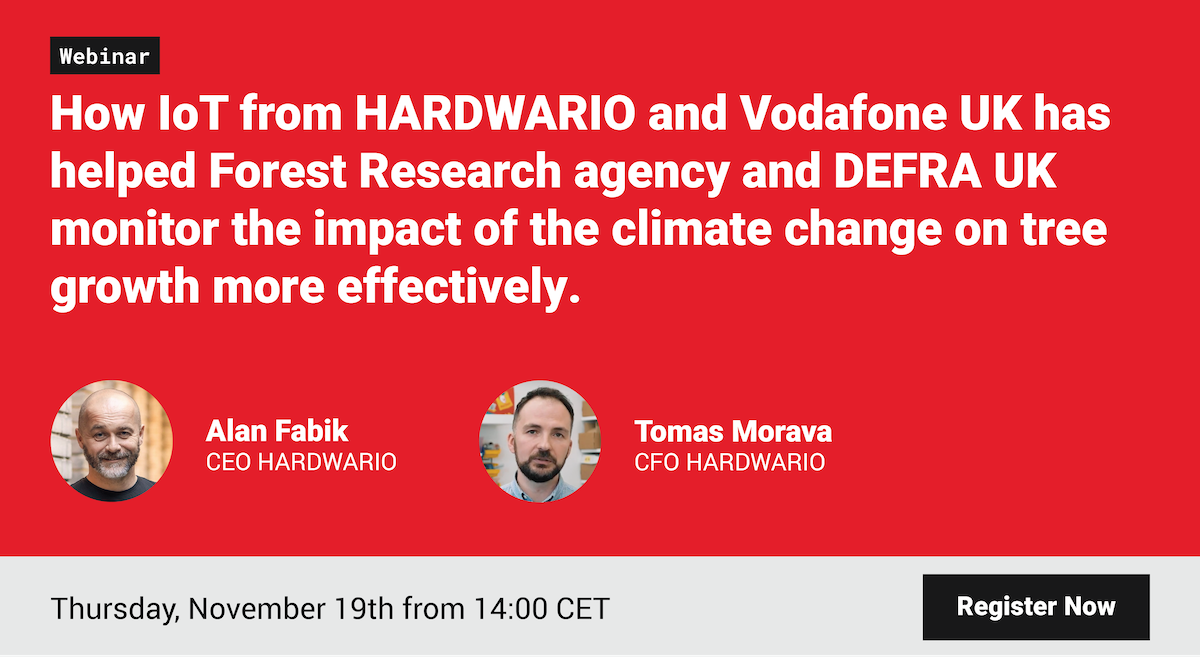 Webinar
How IoT from HARDWARIO and Vodafone UK has
helped Forest Research agency and DEFRA UK
monitor the impact of the climate change on tree
growth more effectively.
Alan Fabik
CEO HARDWARIO
Tomas Morava
CFO HARDWARIO
Thursday, November 19th from 14:00 CET
Register Now